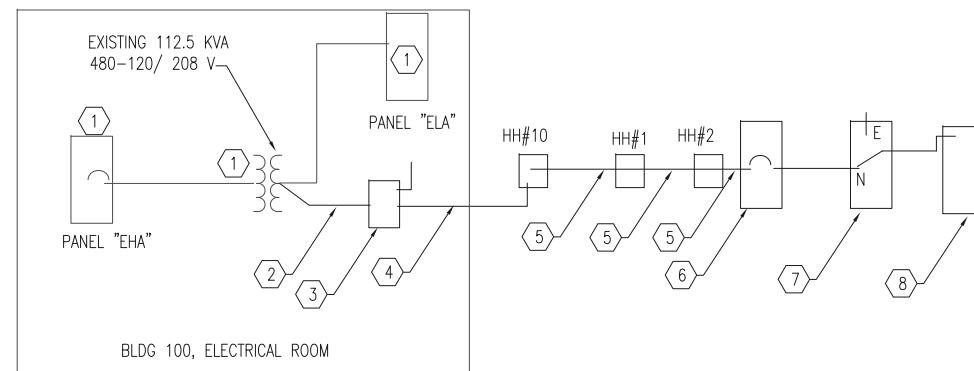 EXISTING 112.5 KVA
480-120/ 208 V
1
1
1
PANEL "ELA"
PANEL "EHA"
2
3
4
BLDG 100, ELECTRICAL ROOM
HH#10
HH#1
HH#2
5
5
5
6
E
N
7
8